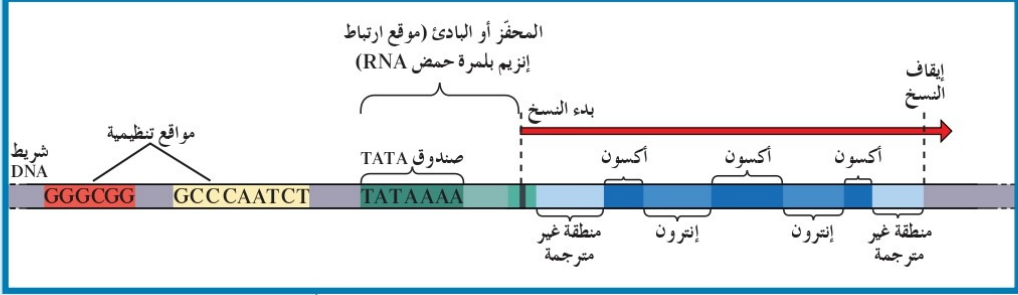 المحفّز أو البادئ (موقع ارتباط
إنزيم بلمرة حمض RNA)
إيقاف
النسخ
بدء النسخ
مواقع تنظيمية
شريط
DNA
صندوق TATA
أكسون
أكسون
أكسون
GGGCGG
GCCCAATCT
TATAAAA
منطقة غير
مترجمة
إنترون
إنترون
منطقة غير
مترجمة